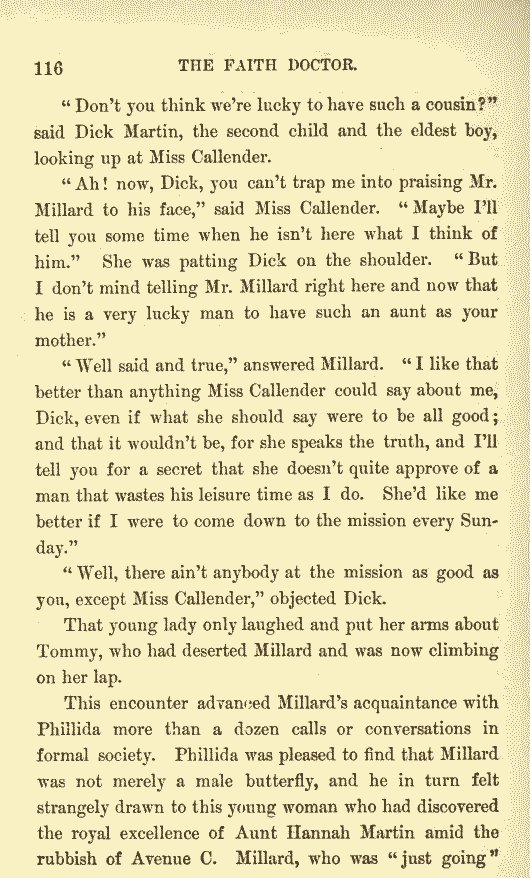 116 THE FAITH DOCTOR.
“Don’t you think we’re lucky to have such a cousin?”
said Dick Martin, the second child and the eldest boy,
looking up at Miss Callender.
“Ah! now, Dick, you can’t trap me into praising Mr.
Millard to his face,” said Miss Callender. “Maybe I’ll
tell you some time when he isn’t here what I think of
him.” She was patting Dick on the shoulder. “But
I don’t mind telling Mr. Millard right here and now that
he is a very lucky man to have such an aunt as your
mother.”
“Well said and true,” answered Millard. “I like that
better than anything Miss Callender could say about me,
Dick, even if what she should say were to be all good;
and that it wouldn’t be, for she speaks the truth, and I’ll
tell you for a secret that she doesn’t quite approve of a
man that wastes his leisure time as I do. She’d like me
better if I were to come down to the mission every Sun-
day.”
“Well, there ain’t anybody at the mission as good as
you, except Miss Callender,” objected Dick.
That young lady only laughed and put her arms about
Tommy, who had deserted Millard and was now climbing
on her lap.
This encounter advanced Millard’s acquaintance with
Phillida more than a dozen calls or conversations in
formal society. Phillida was pleased to find that Millard
was not merely a male butterfly, and he in turn felt
strangely drawn to this young woman who had discovered
the royal excellence of Aunt Hannah Martin amid the
rubbish of Avenue C. Millard, who was “just going”